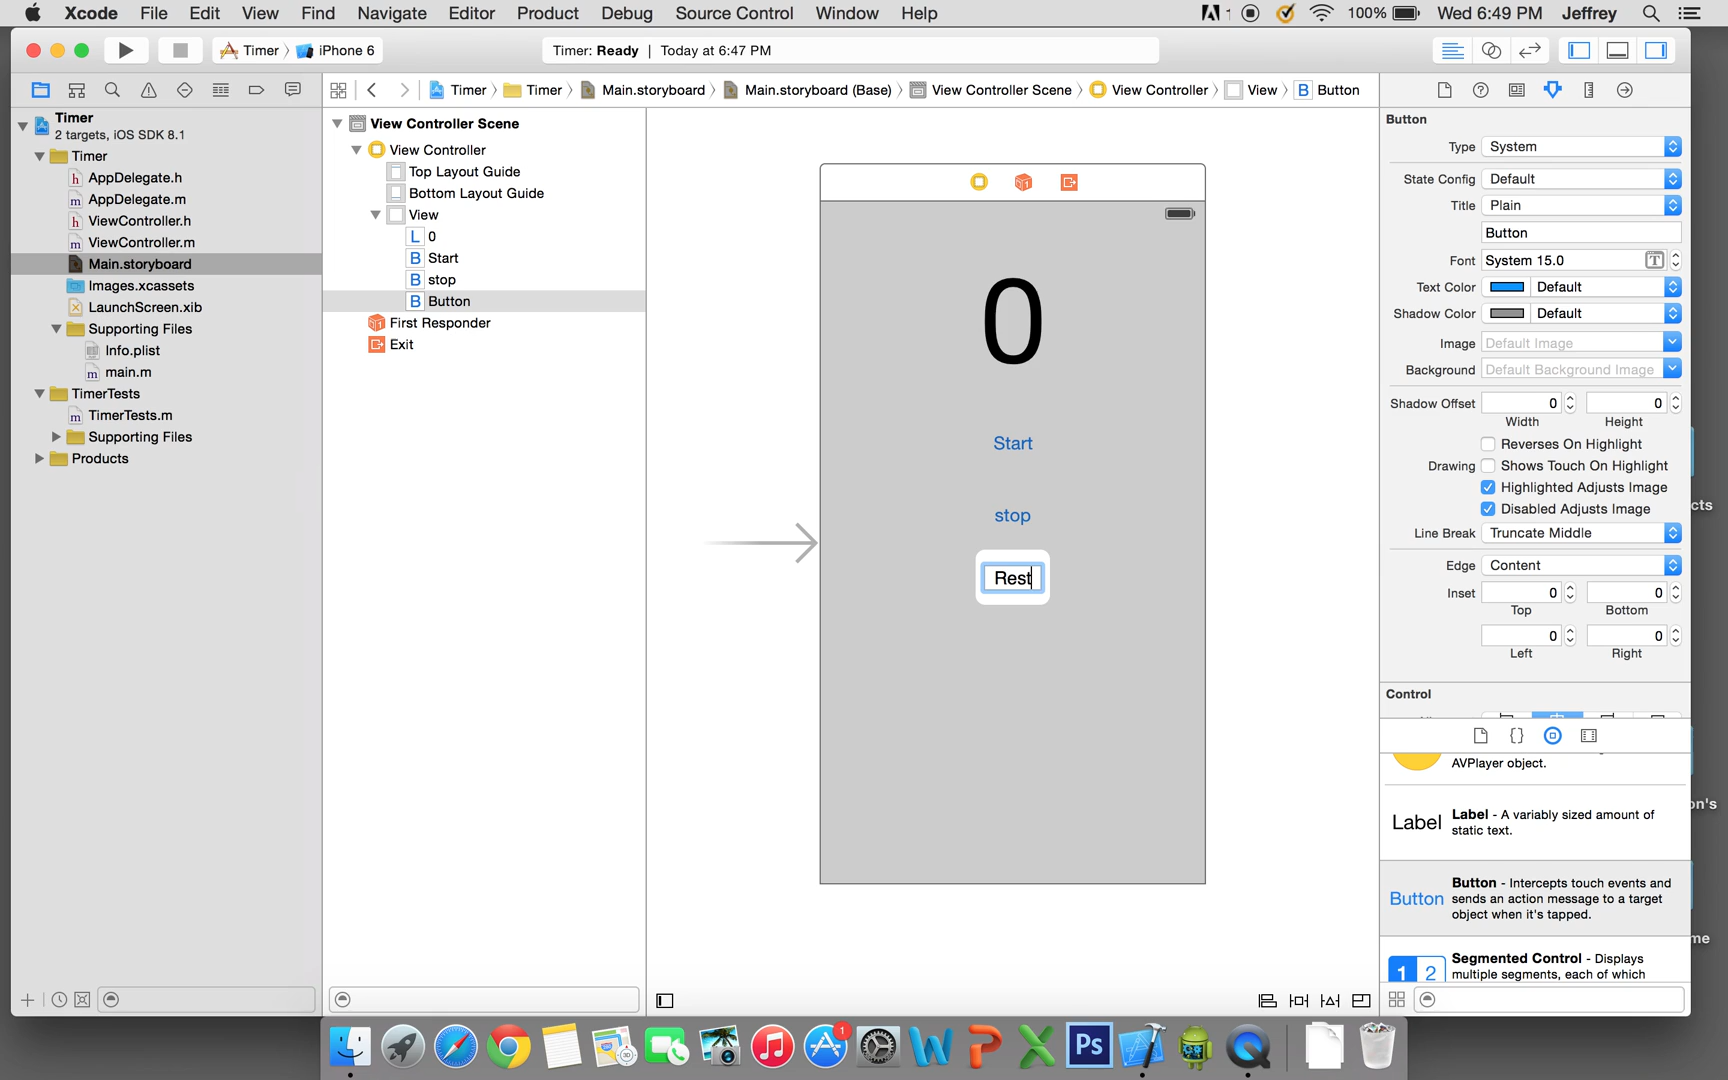 Xcode File Edit View Find Navigate Editor Product Debug Source Control Window Help
1 100% Wed 6:49 PM Jeffrey
Timer iPhone 6
Timer: Ready | Today at 6:47 PM
Timer Timer Main.storyboard Main.storyboard (Base) View Controller Scene View Controller View B Button
Timer
2 targets, iOS SDK 8.1
Timer
h AppDelegate.h
m AppDelegate.m
h ViewController.h
m ViewController.m
Main.storyboard
Images.xcassets
LaunchScreen.xib
Supporting Files
Info.plist
m main.m
TimerTests
m TimerTests.m
Supporting Files
Products
View Controller Scene
View Controller
Top Layout Guide
Bottom Layout Guide
View
L 0
B Start
B stop
B Button
First Responder
Exit
0
Start
stop
Rest
Button
Type System
State Config Default
Title Plain
Button
Font System 15.0 T
Text Color Default
Shadow Color Default
Image Default Image
Background Default Background Image
Shadow Offset 0 0
Width Height
Reverses On Highlight
Drawing Shows Touch On Highlight
Highlighted Adjusts Image
Disabled Adjusts Image
Line Break Truncate Middle
Edge Content
Inset 0 0
Top Bottom
0 0
Left Right
Control
{}
AVPlayer object.
Label Label - A variably sized amount of
static text.
Button Button - Intercepts touch events and
sends an action message to a target
object when it's tapped.
1 2 Segmented Control - Displays
multiple segments, each of which
cts
on's
me
1
Ps